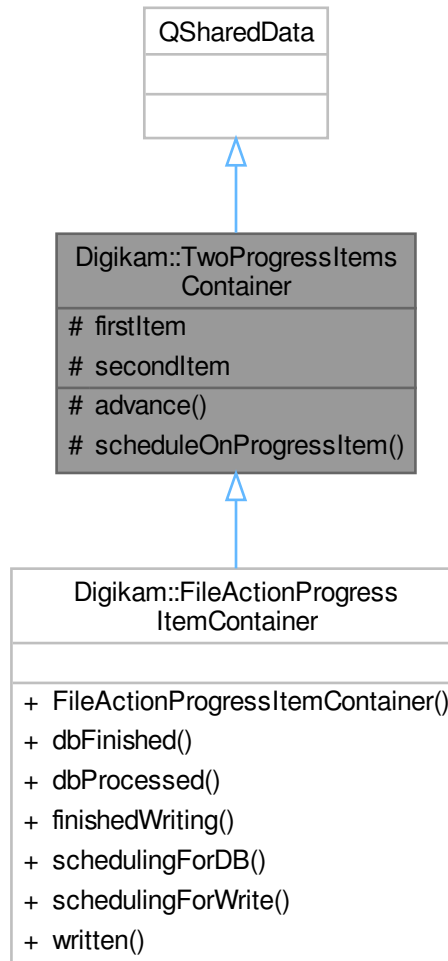 QSharedData
Digikam::TwoProgressItems
Container
# firstItem
# secondItem
# advance()
# scheduleOnProgressItem()
Digikam::FileActionProgress
ItemContainer
+ FileActionProgressItemContainer()
+ dbFinished()
+ dbProcessed()
+ finishedWriting()
+ schedulingForDB()
+ schedulingForWrite()
+ written()